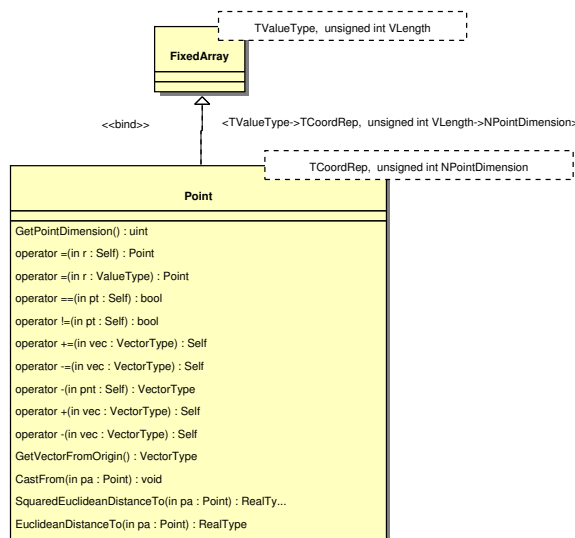 TValueType, unsigned int VLength
FixedArray
<<bind>>
<TValueType->TCoordRep, unsigned int VLength->NPointDimension>
TCoordRep, unsigned int NPointDimension
Point
GetPointDimension() : uint
operator =(in r : Self) : Point
operator =(in r : ValueType) : Point
operator ==(in pt : Self) : bool
operator !=(in pt : Self) : bool
operator +=(in vec : VectorType) : Self
operator -=(in vec : VectorType) : Self
operator -(in pnt : Self) : VectorType
operator +(in vec : VectorType) : Self
operator -(in vec : VectorType) : Self
GetVectorFromOrigin() : VectorType
CastFrom(in pa : Point) : void
SquaredEuclideanDistanceTo(in pa : Point) : RealTy...
EuclideanDistanceTo(in pa : Point) : RealType